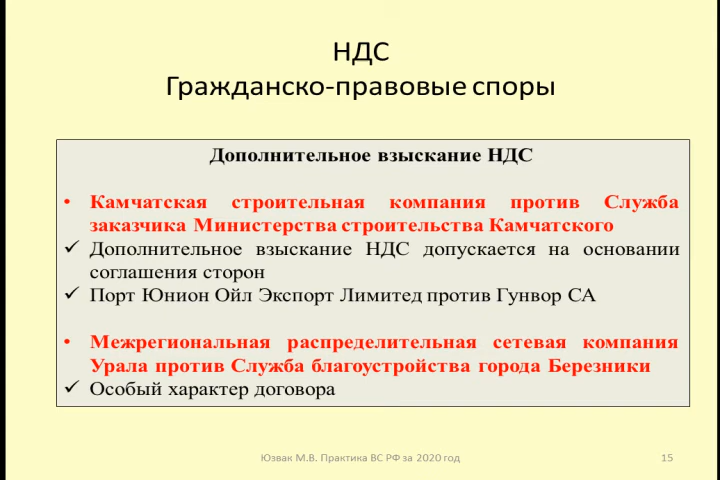 НДС
Гражданско-правовые споры
Дополнительное взыскание НДС
• Камчатская строительная компания против Служба
заказчика Министерства строительства Камчатского
✓ Дополнительное взыскание НДС допускается на основании
соглашения сторон
✓ Порт Юнион Ойл Экспорт Лимитед против Гунвор СА
• Межрегиональная распределительная сетевая компания
Урала против Служба благоустройства города Березники
✓ Особый характер договора
Юзвак М.В. Практика ВС РФ за 2020 год
15